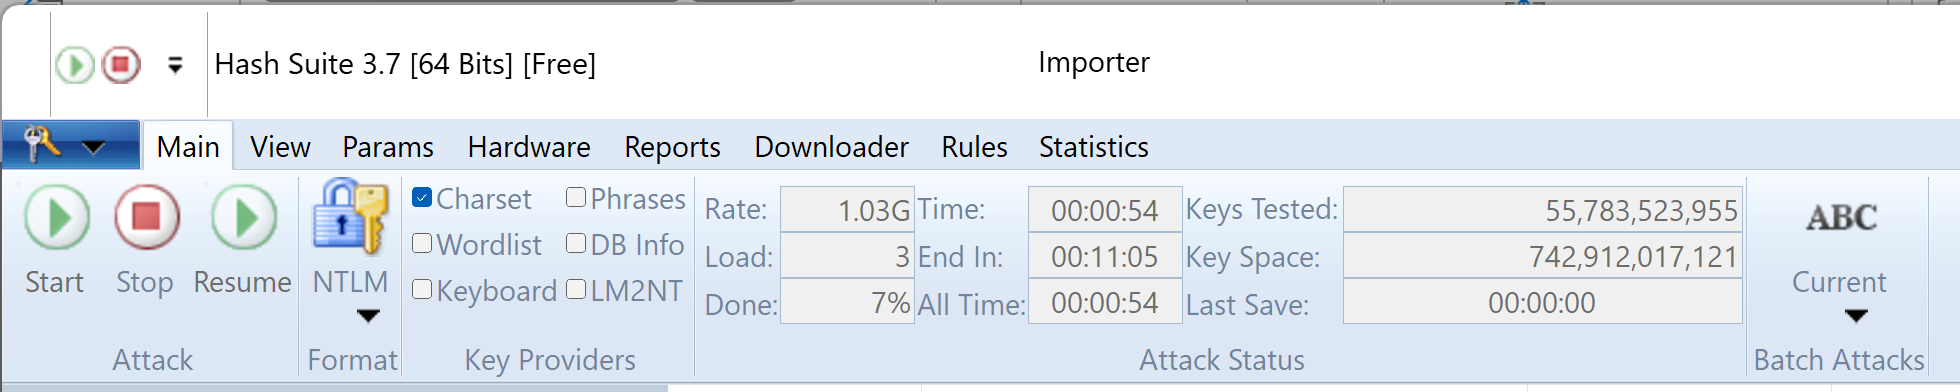 Hash Suite 3.7 [64 Bits] [Free] Importer
Main View Params Hardware Reports Downloader Rules Statistics
Charset Phrases
Rate: 1.03G Time: 00:00:54 Keys Tested: 55,783,523,955
ABC
Wordlist DB Info
Load: 3 End In: 00:11:05 Key Space: 742,912,017,121
Start Stop Resume NTLM Keyboard LM2NT Current
Done: 7% All Time: 00:00:54 Last Save: 00:00:00
Attack Format Key Providers Attack Status Batch Attacks